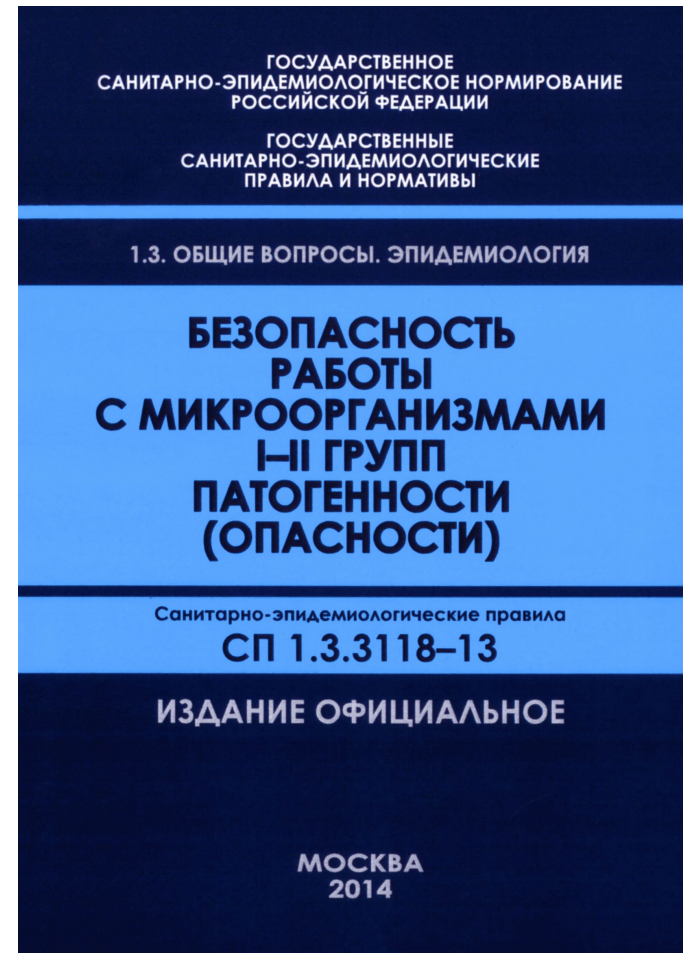 ГОСУДАРСТВЕННОЕ
САНИТАРНО-ЭПИДЕМИОЛОГИЧЕСКОЕ НОРМИРОВАНИЕ
РОССИЙСКОЙ ФЕДЕРАЦИИ
ГОСУДАРСТВЕННЫЕ
САНИТАРНО-ЭПИДЕМИОЛОГИЧЕСКИЕ
ПРАВИЛА И НОРМАТИВЫ
1.3. ОБЩИЕ ВОПРОСЫ. ЭПИДЕМИОЛОГИЯ
БЕЗОПАСНОСТЬ
РАБОТЫ
С МИКРООРГАНИЗМАМИ
I–II ГРУПП
ПАТОГЕННОСТИ
(ОПАСНОСТИ)
Санитарно-эпидемиологические правила
СП 1.3.3118–13
ИЗДАНИЕ ОФИЦИАЛЬНОЕ
МОСКВА
2014